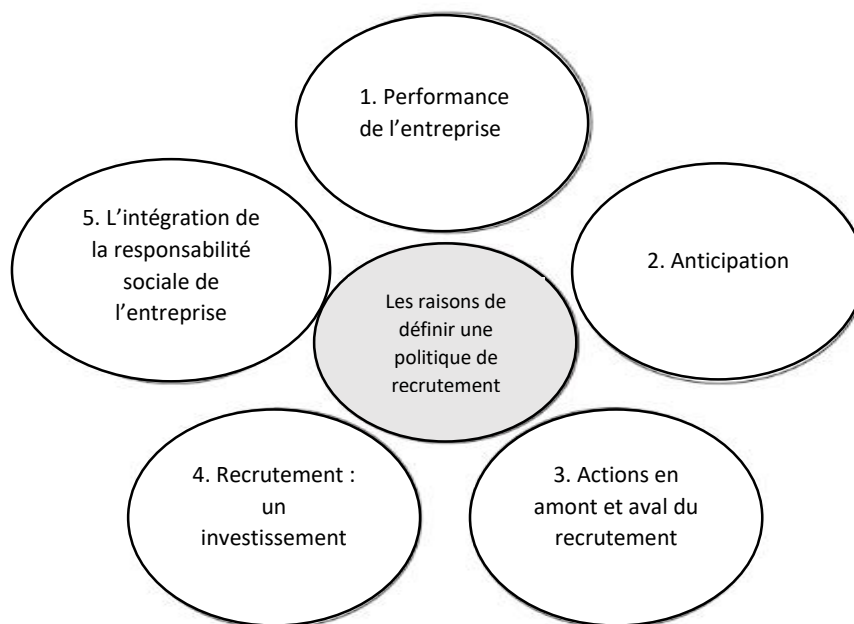 1. Performance
de l’entreprise
5. L’intégration de
la responsabilité
sociale de
l’entreprise
2. Anticipation
Les raisons de
définir une
politique de
recrutement
4. Recrutement :
un
investissement
3. Actions en
amont et aval du
recrutement